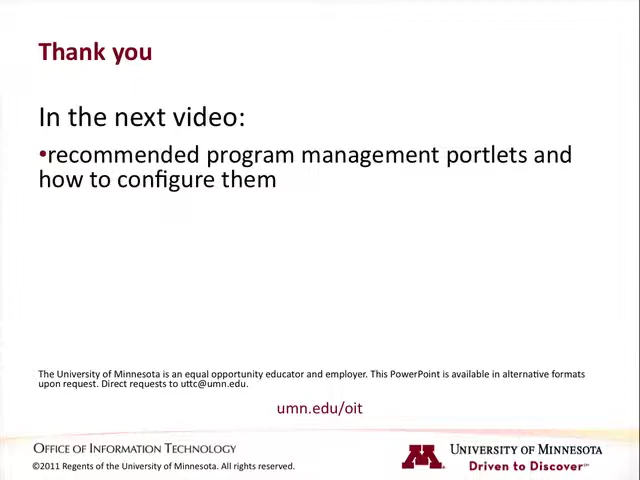 Thank you
In the next video:
•recommended program management portlets and
how to configure them
The University of Minnesota is an equal opportunity educator and employer. This PowerPoint is available in alternative formats
upon request. Direct requests to uttc@umn.edu.
umn.edu/oit
OFFICE OF INFORMATION TECHNOLOGY
©2011 Regents of the University of Minnesota. All rights reserved.
M
UNIVERSITY OF MINNESOTA
Driven to Discover℠